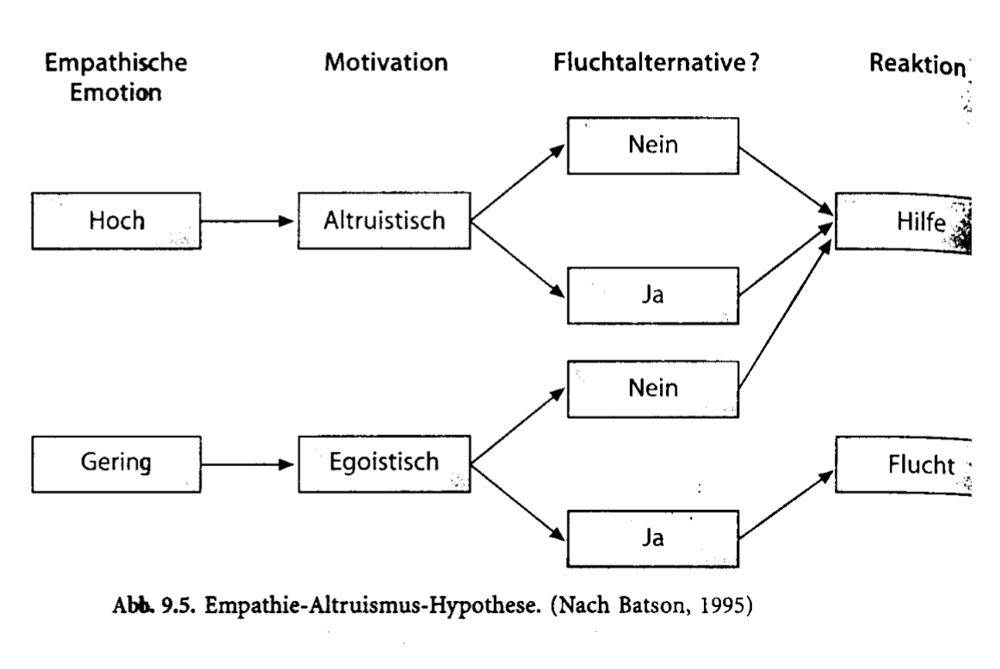 Empathische Emotion
Motivation
Fluchtalternative?
Reaktion
Nein
Hoch
Altruistisch
Hilfe
Ja
Nein
Gering
Egoistisch
Flucht
Ja
Abb. 9.5. Empathie-Altruismus-Hypothese. (Nach Batson, 1995)